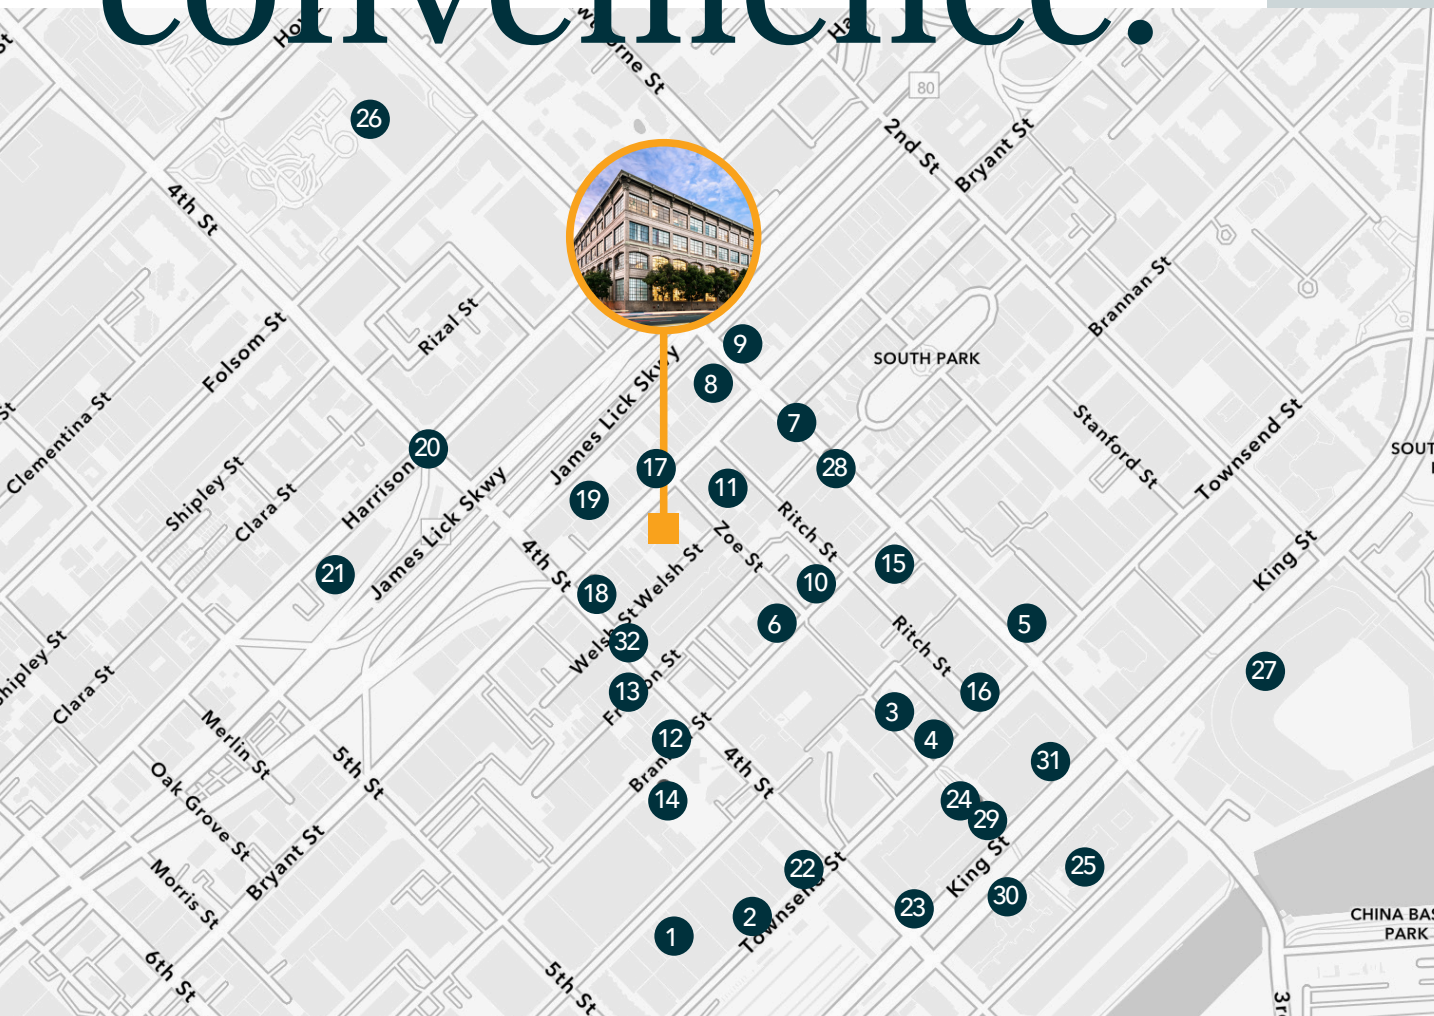 convenience.
80
26
2nd St
Bryant St
4th St
Rizal St
Folsom St
Brannan St
9
James Lick Skwy
SOUTH PARK
8
Clementina St
7
Stanford St
Townsend St
20
Harrison
17
28
Shipley St
Clara St
James Lick Skwy
19
11
Ritch St
Zoe St
4th St
King St
21
Welsh St
15
18
10
Welsh St
32
6
5
Ritch St
Shipley St
27
Clara St
13
16
3
4
12
Merlin St
5th St
4th St
31
Oak Grove St
14
24
29
Bryant St
King St
22
25
Morris St
30
23
2
Townsend St
1
CHINA
PARK
6th St
5th St